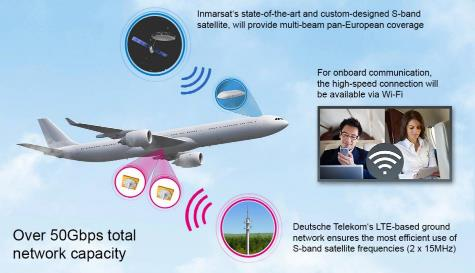 Inmarsat's state-of-the-art and custom-designed S-band
satellite, will provide multi-beam pan-European coverage
For onboard communication,
the high-speed connection will
be available via Wi-Fi
Deutsche Telekom's LTE-based ground
network ensures the most efficient use of
S-band satellite frequencies (2 x 15MHz)
Over 50Gbps total
network capacity